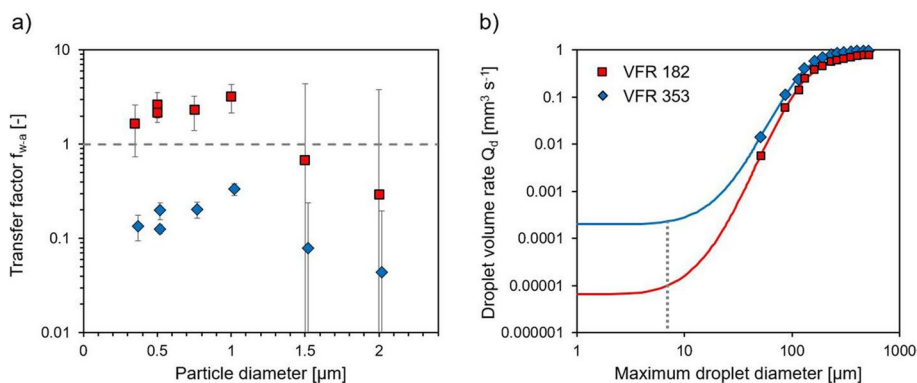 a)
Transfer factor fw-a [-]
10
1
0.1
0.01
0
0.5
1
1.5
2
Particle diameter [µm]
b)
Droplet volume rate Qd [mm³ s⁻¹]
1
0.1
0.01
0.001
0.0001
0.00001
0.000001
VFR 182
VFR 353
1
10
100
1000
Maximum droplet diameter [µm]